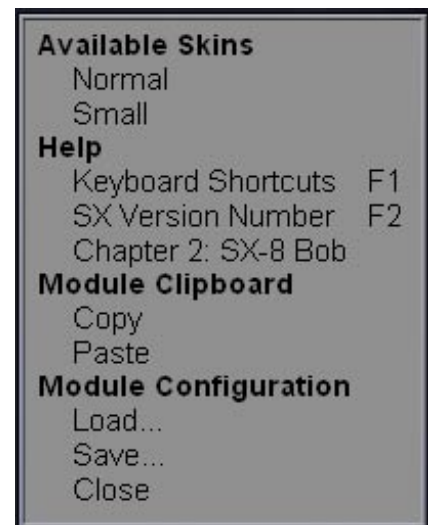 Available Skins
Normal
Small
Help
Keyboard Shortcuts F1
SX Version Number F2
Chapter 2: SX-8 Bob
Module Clipboard
Copy
Paste
Module Configuration
Load...
Save...
Close